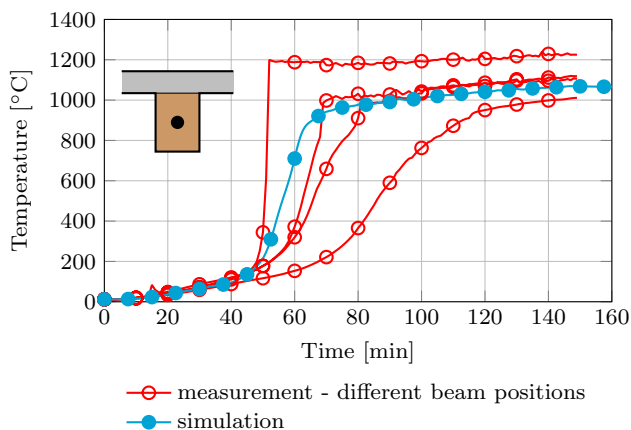 1400
1200
1000
800
600
400
200
0
Temperature [°C]
0 20 40 60 80 100 120 140 160
Time [min]
measurement - different beam positions
simulation